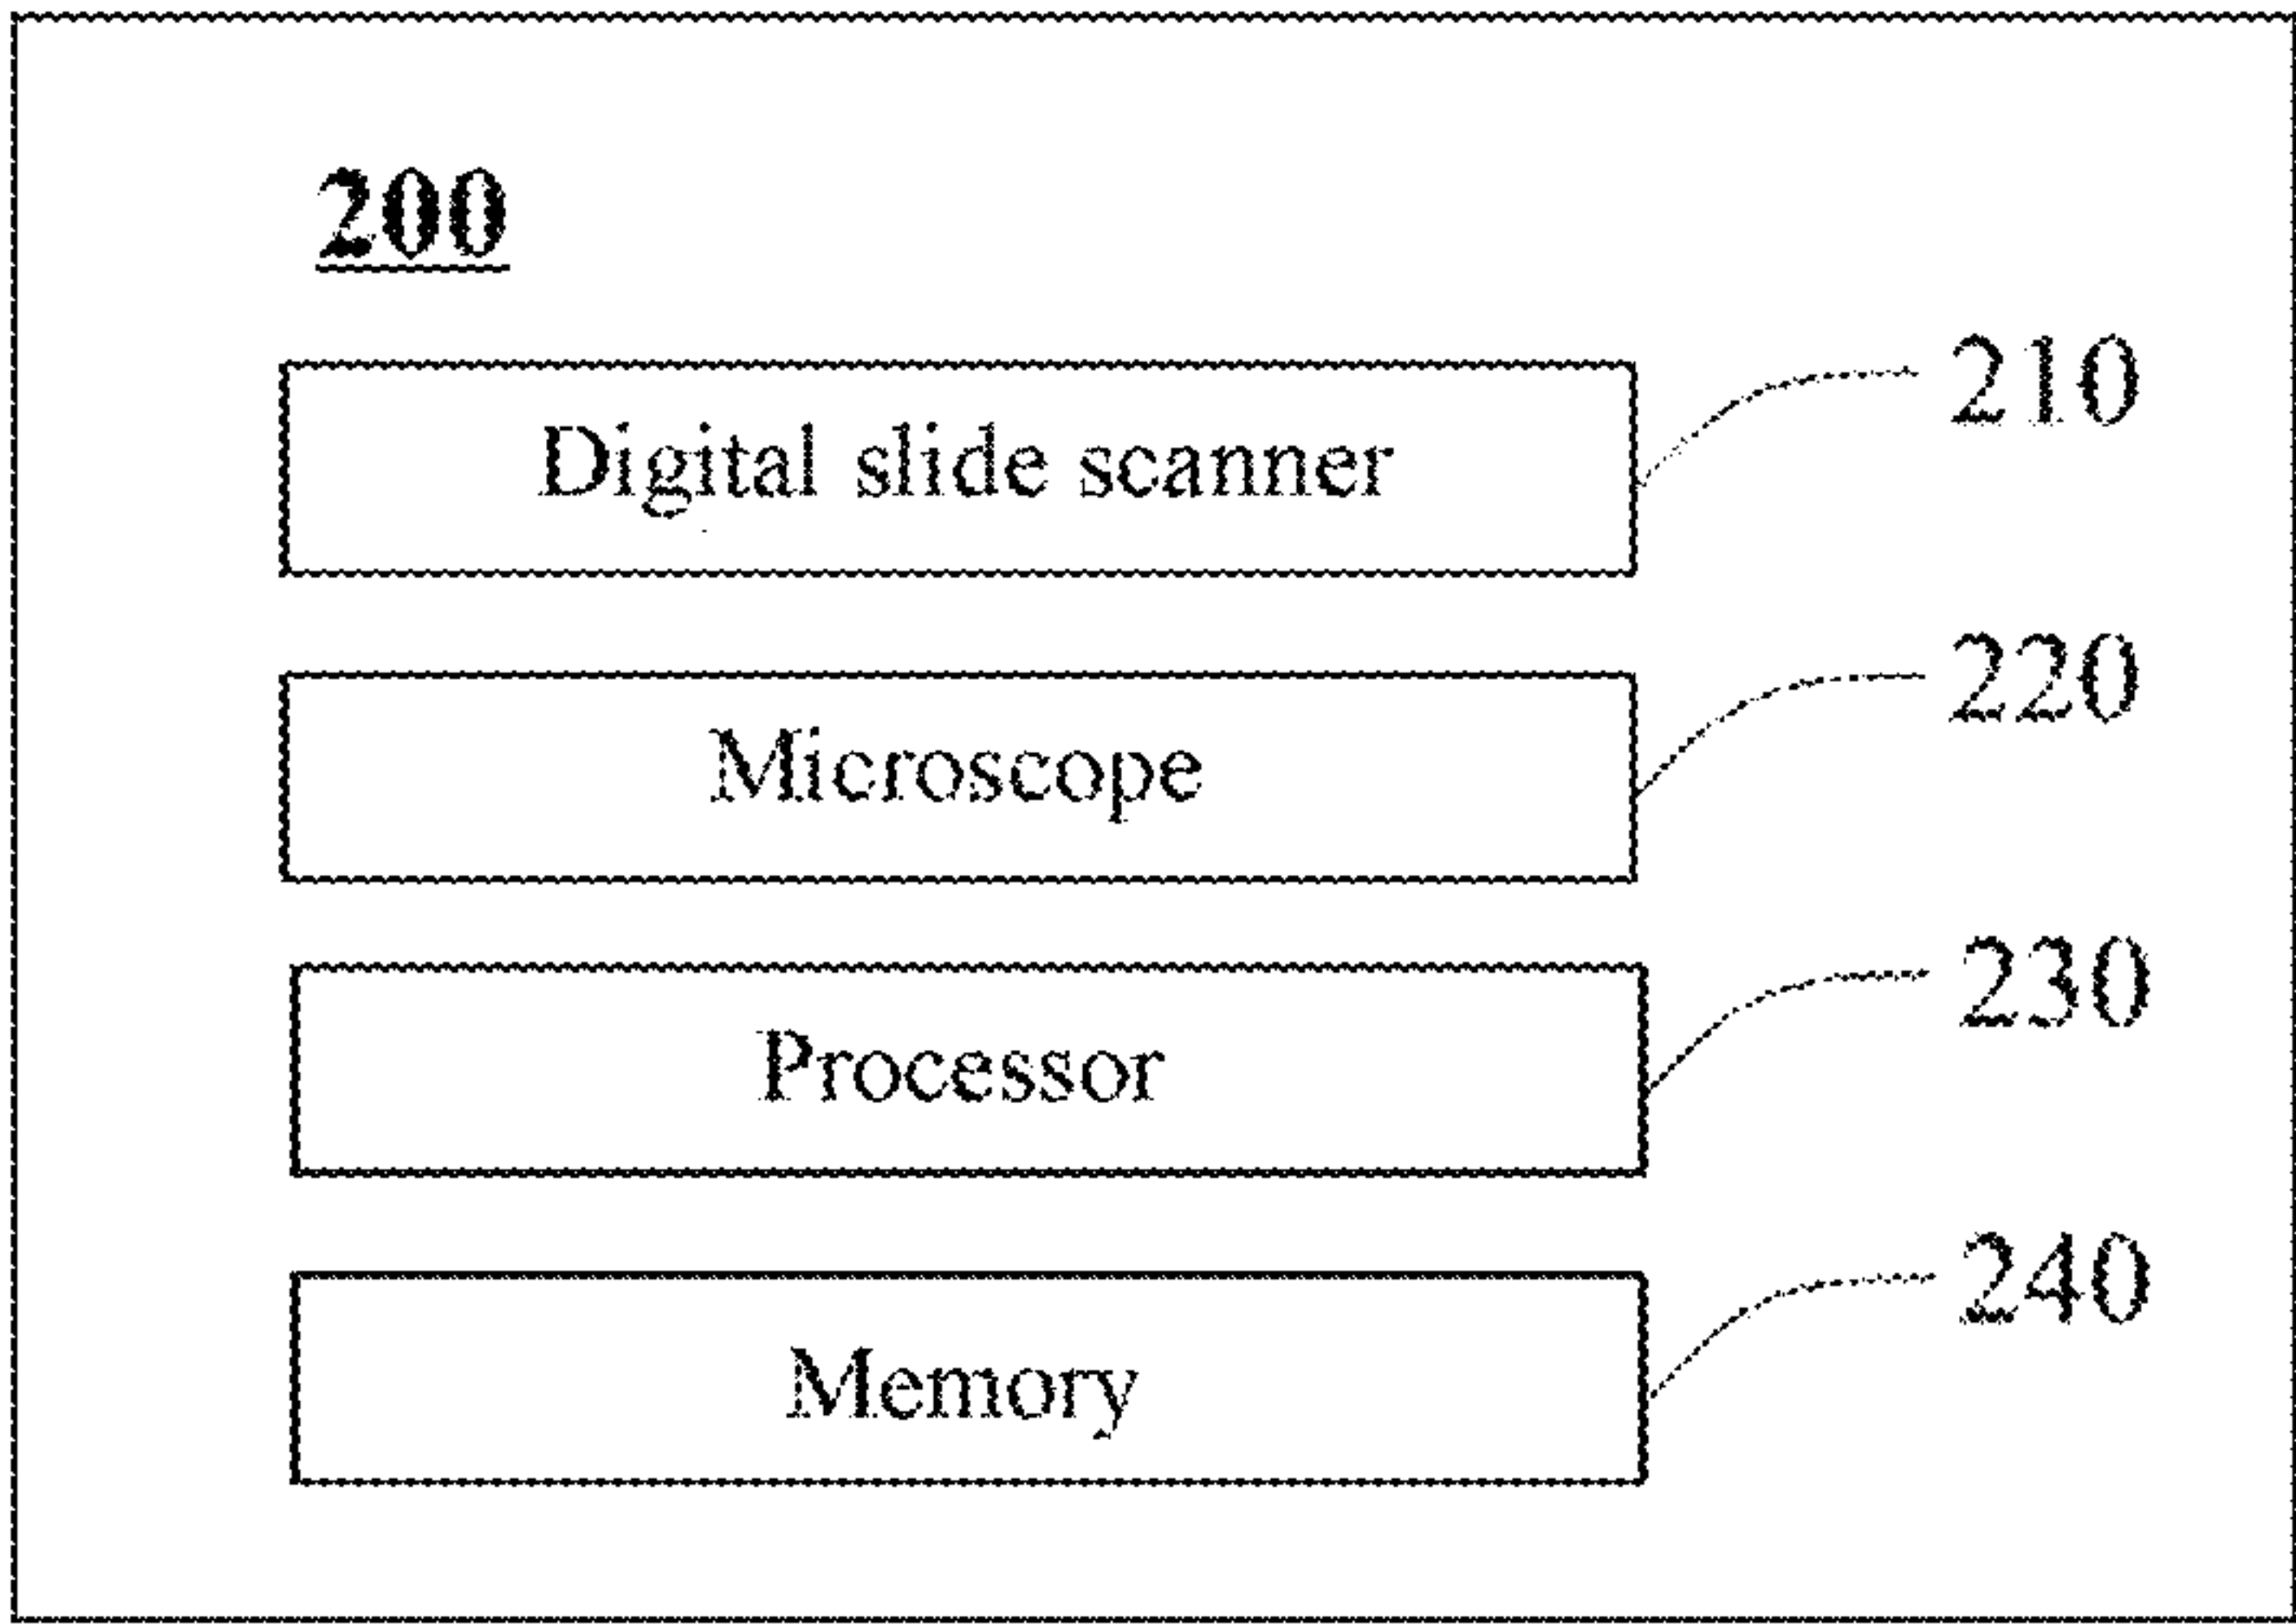 200
Digital slide scanner 210
Microscope 220
Processor 230
Memory 240